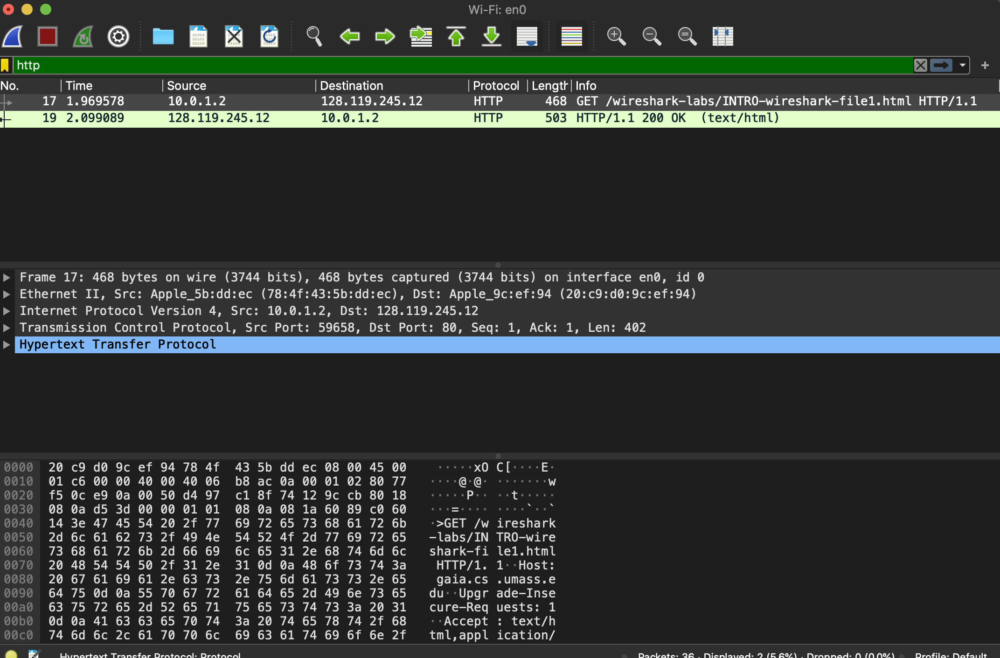 Wi-Fi: en0
http
No. Time Source Destination Protocol Length Info
17 1.969578 10.0.1.2 128.119.245.12 HTTP 468 GET /wireshark-labs/INTRO-wireshark-file1.html HTTP/1.1
19 2.099089 128.119.245.12 10.0.1.2 HTTP 503 HTTP/1.1 200 OK (text/html)
Frame 17: 468 bytes on wire (3744 bits), 468 bytes captured (3744 bits) on interface en0, id 0
Ethernet II, Src: Apple_5b:dd:ec (78:4f:43:5b:dd:ec), Dst: Apple_9c:ef:94 (20:c9:d0:9c:ef:94)
Internet Protocol Version 4, Src: 10.0.1.2, Dst: 128.119.245.12
Transmission Control Protocol, Src Port: 59658, Dst Port: 80, Seq: 1, Ack: 1, Len: 402
Hypertext Transfer Protocol
0000 20 c9 d0 9c ef 94 78 4f 43 5b dd ec 08 00 45 00 ·····xO C[····E·
0010 01 c6 00 00 40 00 40 06 b8 ac 0a 00 01 02 80 77 ····@·@· ·······w
0020 f5 0c e9 0a 00 50 d4 97 c1 8f 74 12 9c cb 80 18 ·····P·· ··t·····
0030 08 0a d5 3d 00 00 01 01 08 0a 08 1a 60 89 c0 60 ···=···· ····`··`
0040 14 3e 47 45 54 20 2f 77 69 72 65 73 68 61 72 6b ·>GET /w ireshark
0050 2d 6c 61 62 73 2f 49 4e 54 52 4f 2d 77 69 72 65 -labs/IN TRO-wire
0060 73 68 61 72 6b 2d 66 69 6c 65 31 2e 68 74 6d 6c shark-fi le1.html
0070 20 48 54 54 50 2f 31 2e 31 0d 0a 48 6f 73 74 3a HTTP/1. 1··Host:
0080 20 67 61 69 61 2e 63 73 2e 75 6d 61 73 73 2e 65 gaia.cs .umass.e
0090 64 75 0d 0a 55 70 67 72 61 64 65 2d 49 6e 73 65 du··Upgr ade-Inse
00a0 63 75 72 65 2d 52 65 71 75 65 73 74 73 3a 20 31 cure-Req uests: 1
00b0 0d 0a 41 63 63 65 70 74 3a 20 74 65 78 74 2f 68 ··Accept : text/h
00c0 74 6d 6c 2c 61 70 70 6c 69 63 61 74 69 6f 6e 2f tml,appl ication/
Hypertext Transfer Protocol: Protocol Packets: 36 · Displayed: 2 (5.6%) · Dropped: 0 (0.0%) Profile: Default